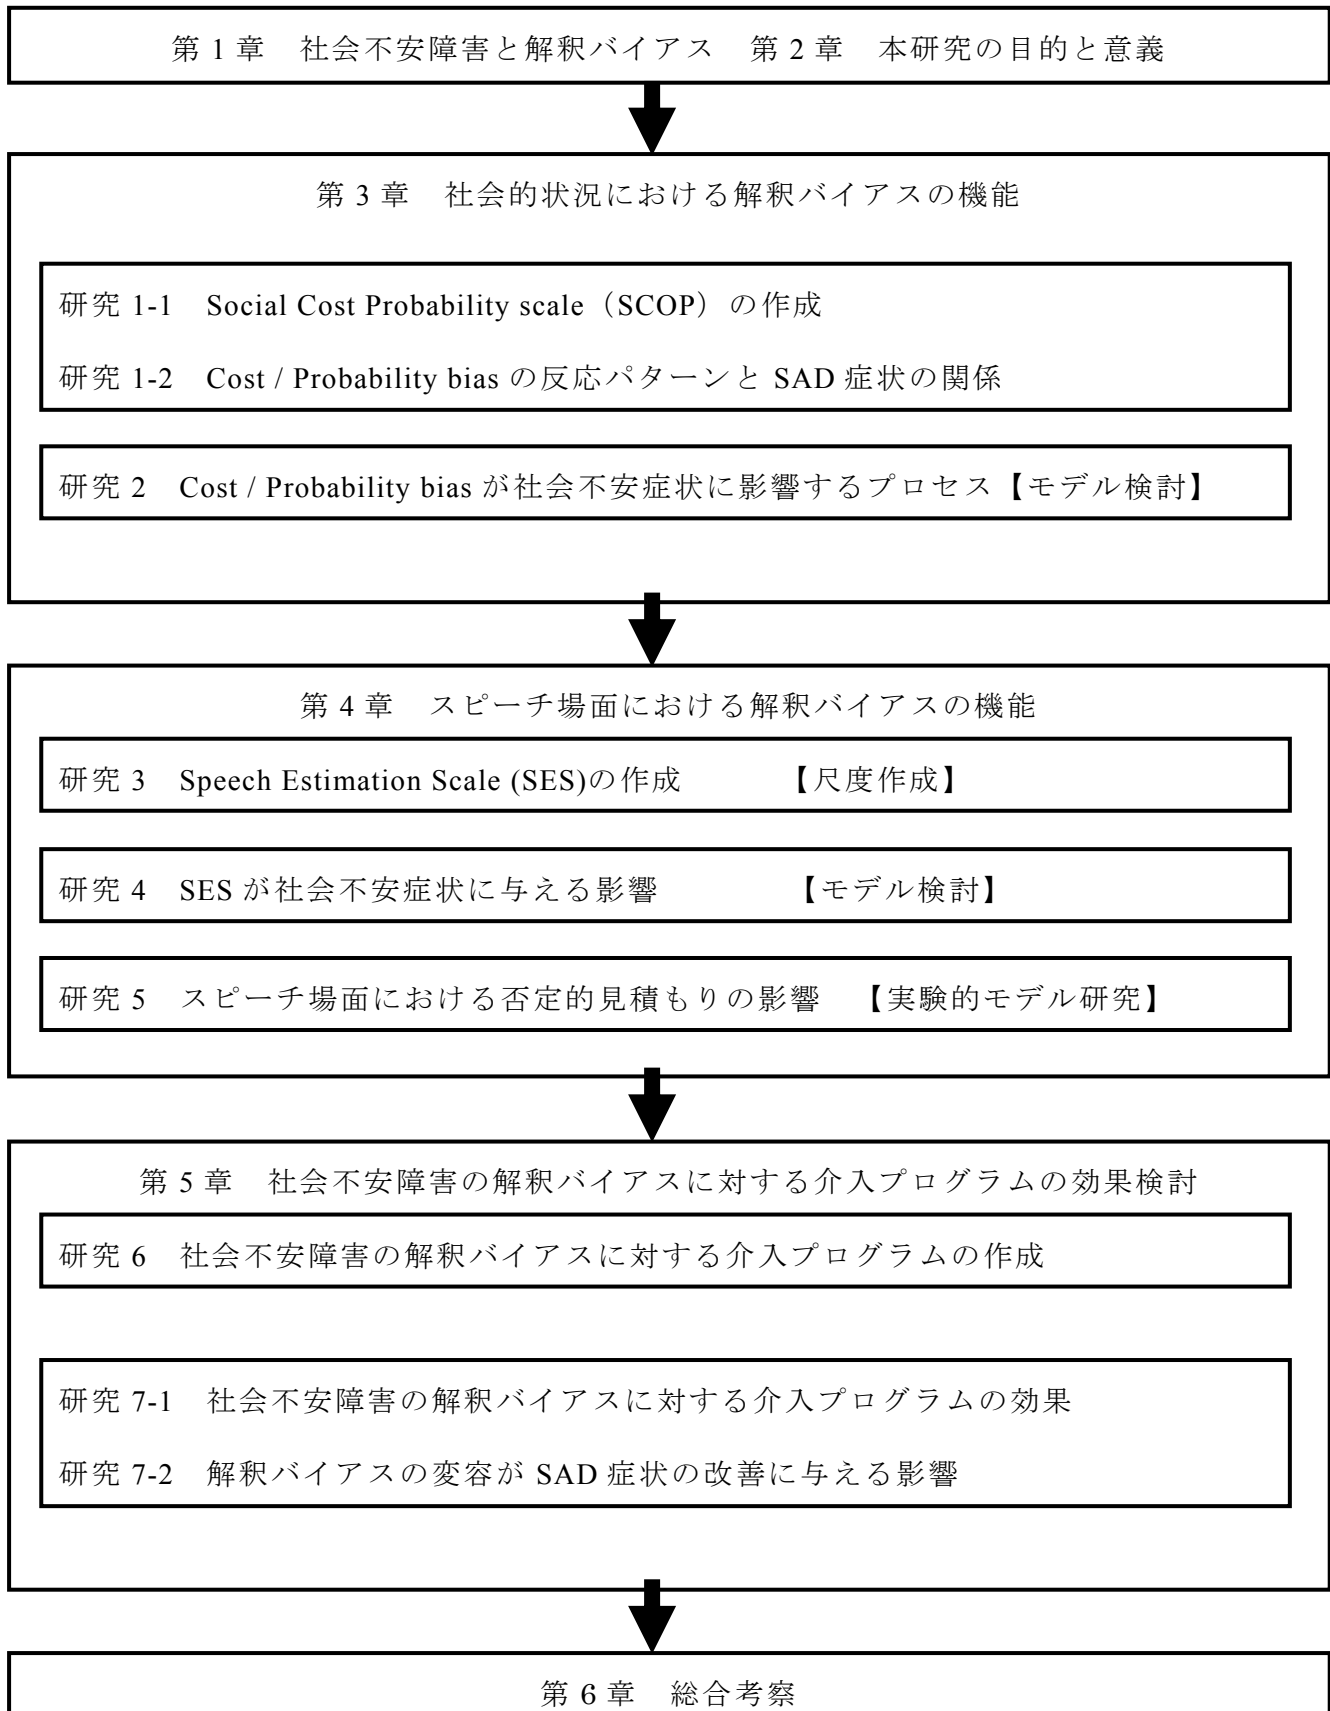 第 1 章　社会不安障害と解釈バイアス　第 2 章　本研究の目的と意義
第 3 章　社会的状況における解釈バイアスの機能
研究 1-1　Social Cost Probability scale（SCOP）の作成
研究 1-2　Cost / Probability bias の反応パターンと SAD 症状の関係
研究 2　Cost / Probability bias が社会不安症状に影響するプロセス【モデル検討】
第 4 章　スピーチ場面における解釈バイアスの機能
研究 3　Speech Estimation Scale (SES)の作成　　　【尺度作成】
研究 4　SES が社会不安症状に与える影響　　　　【モデル検討】
研究 5　スピーチ場面における否定的見積もりの影響　【実験的モデル研究】
第 5 章　社会不安障害の解釈バイアスに対する介入プログラムの効果検討
研究 6　社会不安障害の解釈バイアスに対する介入プログラムの作成
研究 7-1　社会不安障害の解釈バイアスに対する介入プログラムの効果
研究 7-2　解釈バイアスの変容が SAD 症状の改善に与える影響
第 6 章　総合考察